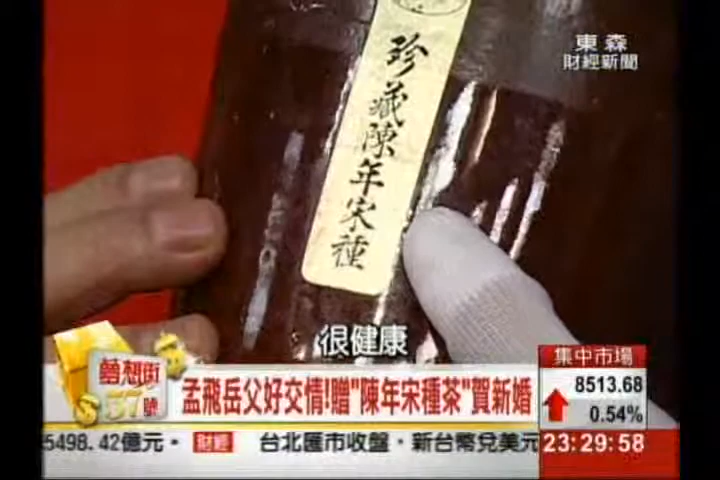 東森
財經新聞
珍藏陳年宋種
很健康
夢想街
57號
孟飛岳父好交情!贈"陳年宋種茶"賀新婚
集中市場
8513.68
0.54%
5498.42億元。 財經 台北匯市收盤,新台幣兌美元
23:29:58